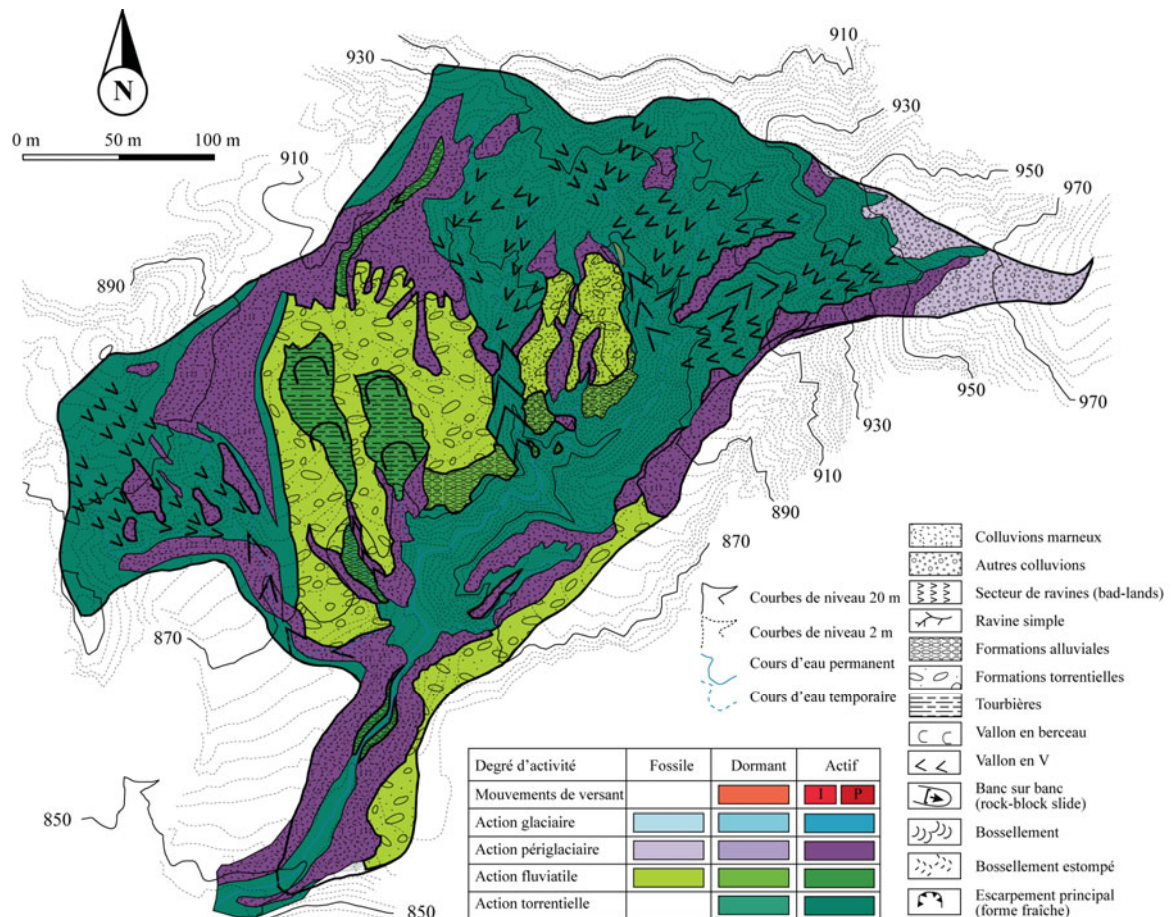 N
0 m 50 m 100 m
930
910
930
950
970
910
890
950
970
930
910
890
870
870
850
850
Courbes de niveau 20 m
Courbes de niveau 2 m
Cours d'eau permanent
Cours d'eau temporaire
Colluvions marneux
Autres colluvions
Secteur de ravines (bad-lands)
Ravine simple
Formations alluviales
Formations torrentielles
Tourbières
Vallon en berceau
Vallon en V
Banc sur banc
(rock-block slide)
Bossellement
Bossellement estompé
Escarpement principal
(forme fraîche)
Degré d'activité Fossile Dormant Actif
Mouvements de versant I P
Action glaciaire
Action périglaciaire
Action fluviatile
Action torrentielle